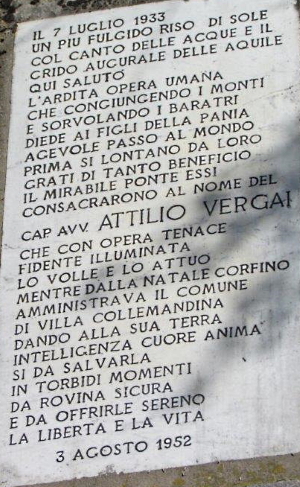 IL 7 LUGLIO 1933
UN PIU FULGIDO RISO DI SOLE
COL CANTO DELLE ACQUE E IL
GRIDO AUGURALE DELLE AQUILE
QUI SALUTÒ
L'ARDITA OPERA UMANA
CHE CONGIUNGENDO I MONTI
E SORVOLANDO I BARATRI
DIEDE AI FIGLI DELLA PANIA
AGEVOLE PASSO AL MONDO
PRIMA SI LONTANO DA LORO
GRATI DI TANTO BENEFICIO
IL MIRABILE PONTE ESSI
CONSACRARONO AL NOME DEL
CAP. AVV. ATTILIO VERGAI
CHE CON OPERA TENACE
FIDENTE ILLUMINATA
LO VOLLE E LO ATTUO
MENTRE DALLA NATALE CORFINO
AMMINISTRAVA IL COMUNE
DI VILLA COLLEMANDINA
DANDO ALLA SUA TERRA
INTELLIGENZA CUORE ANIMA
SI DA SALVARLA
IN TORBIDI MOMENTI
DA ROVINA SICURA
E DA OFFRIRLE SERENO
LA LIBERTA E LA VITA
3 AGOSTO 1952